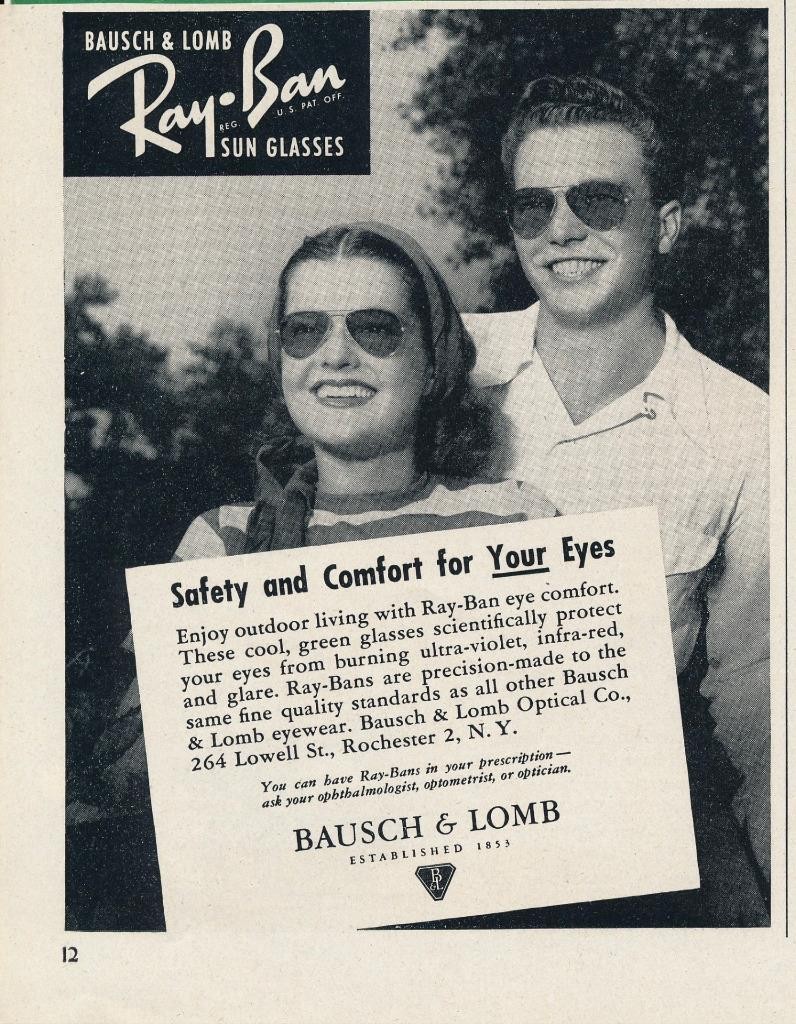 BAUSCH & LOMB
Ray-Ban
REG. U.S. PAT. OFF.
SUN GLASSES
Safety and Comfort for Your Eyes
Enjoy outdoor living with Ray-Ban eye comfort.
These cool, green glasses scientifically protect
your eyes from burning ultra-violet, infra-red,
and glare. Ray-Bans are precision-made to the
same fine quality standards as all other Bausch
& Lomb eyewear. Bausch & Lomb Optical Co.,
264 Lowell St., Rochester 2, N. Y.
You can have Ray-Bans in your prescription—
ask your ophthalmologist, optometrist, or optician.
BAUSCH & LOMB
ESTABLISHED 1853
B&L
12